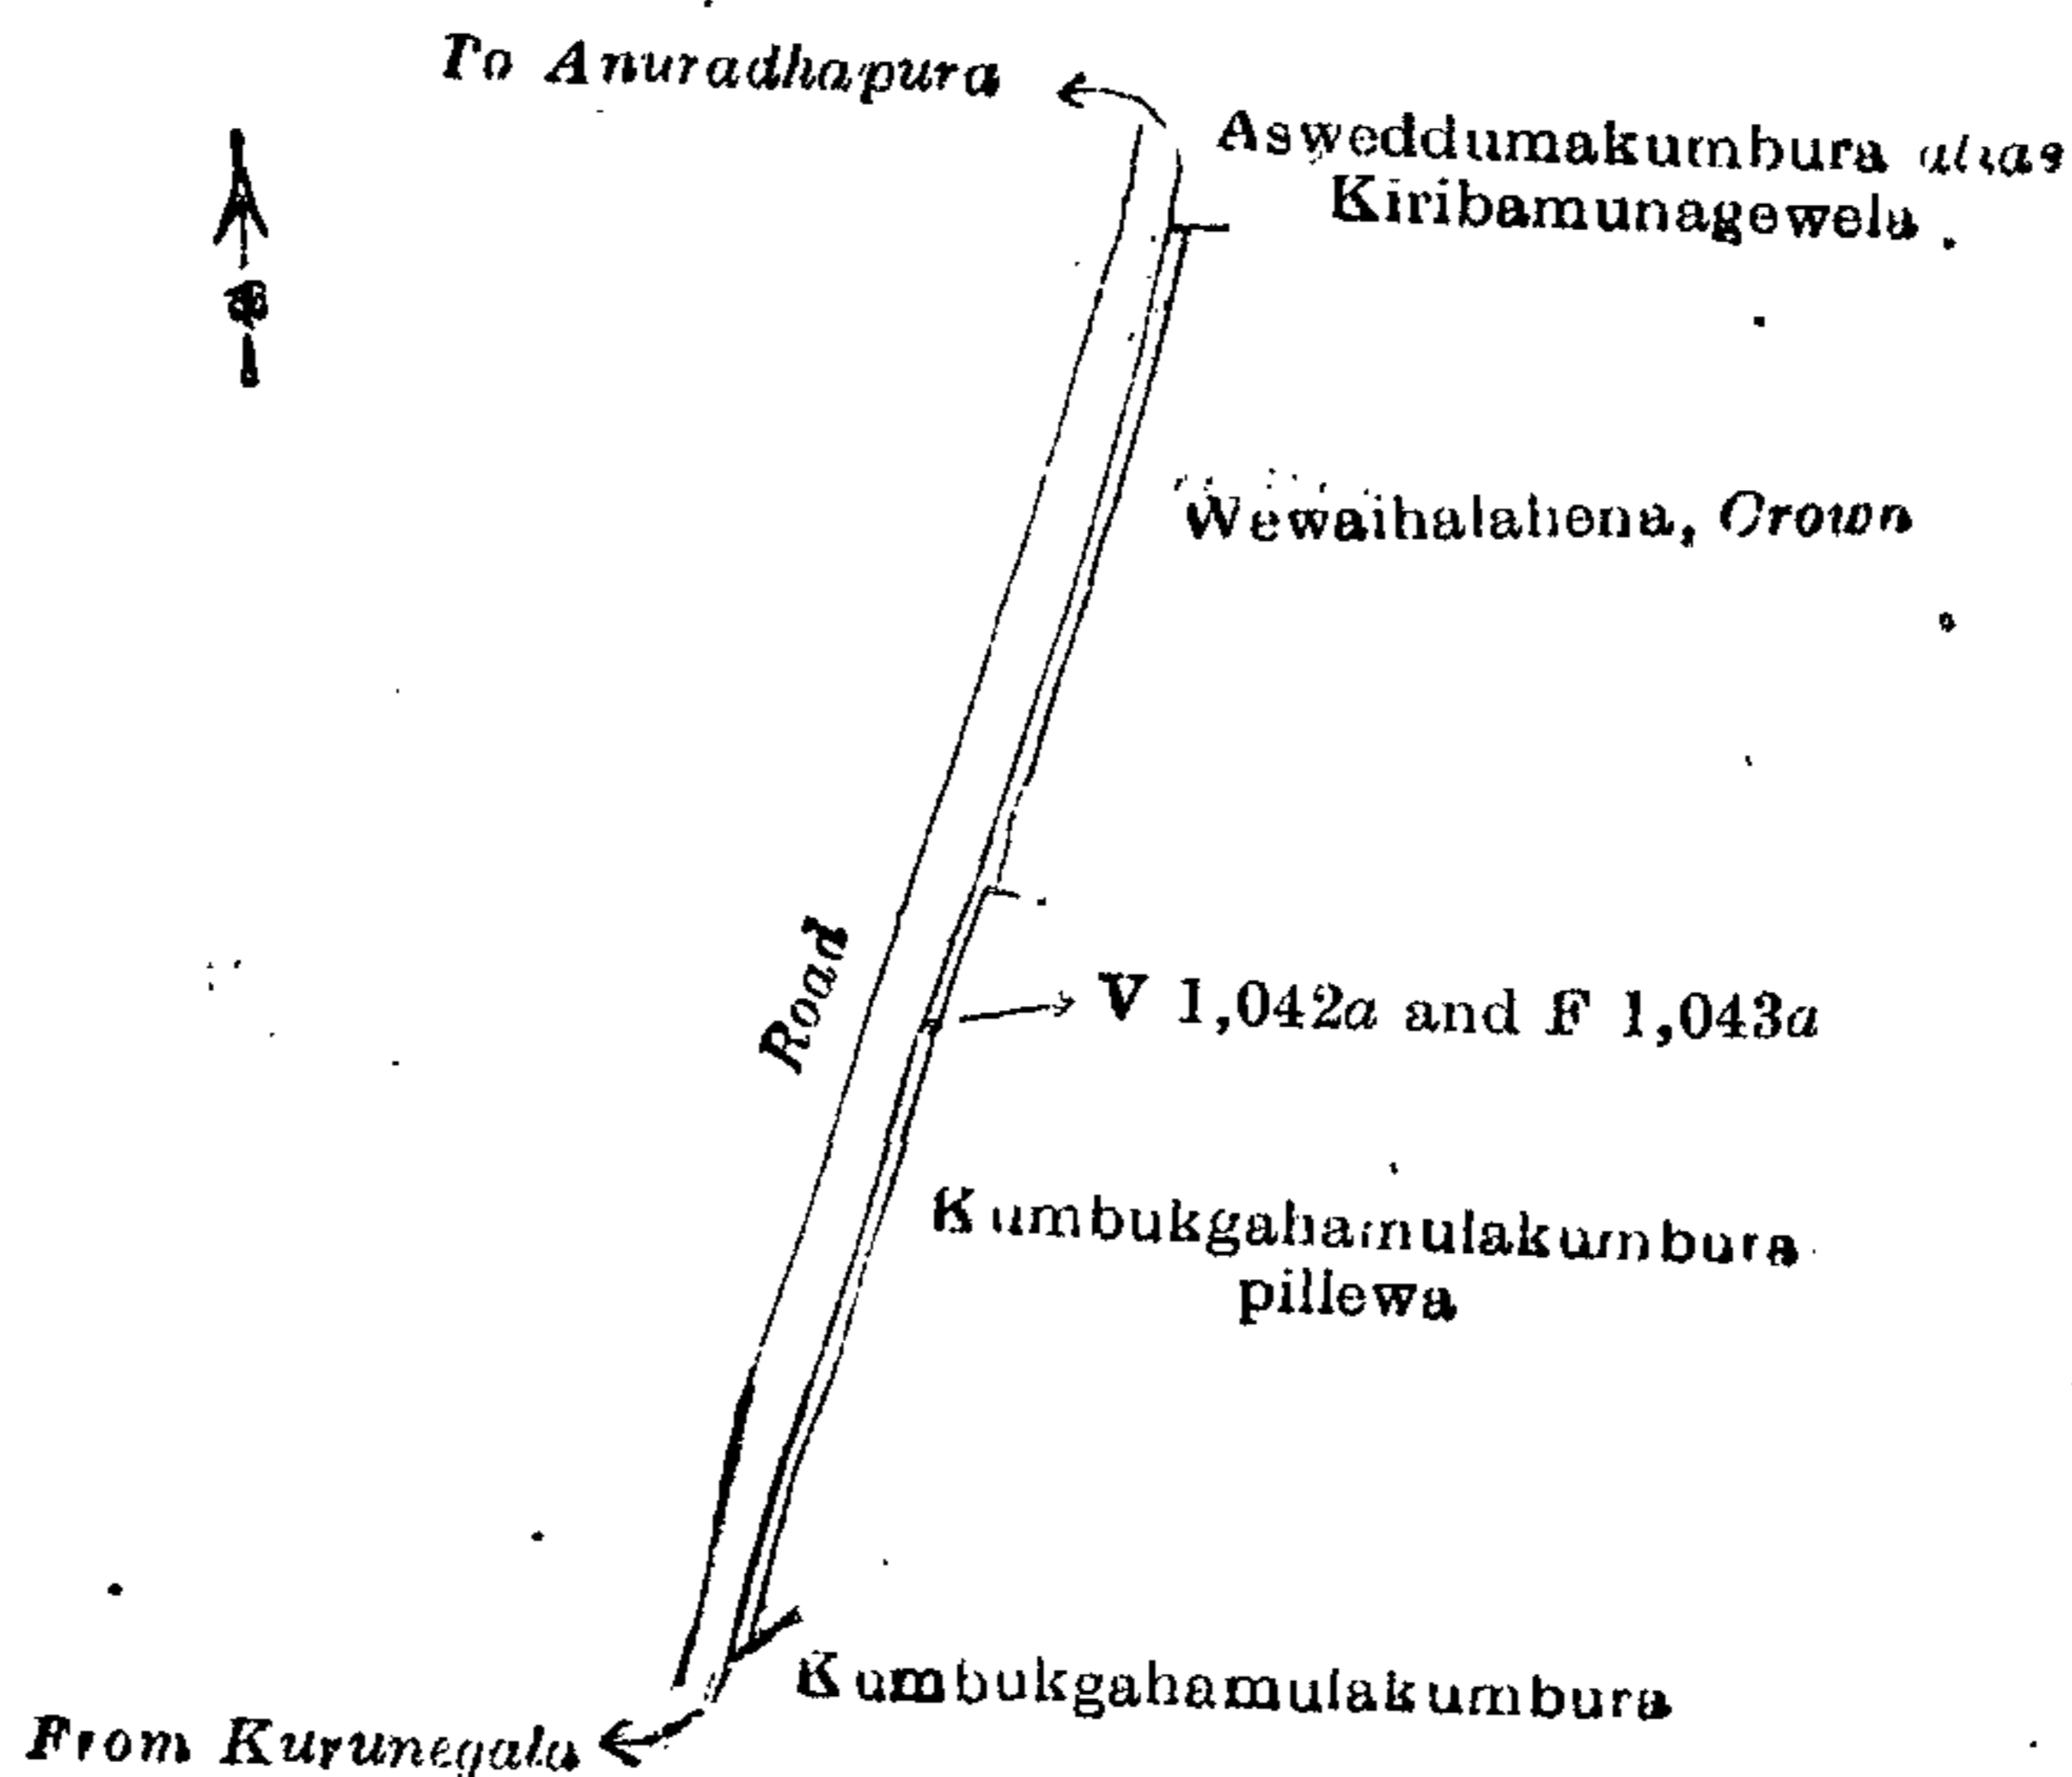 To Anuradhapura
Asweddumakumbura alias
Kiribamunagewela
Wewaihalahena, Crown
Road
V 1,042a and F 1,043a
Kumbukgahamulakumbura
pillewa
Kumbukgahamulakumbura
From Kurunegala